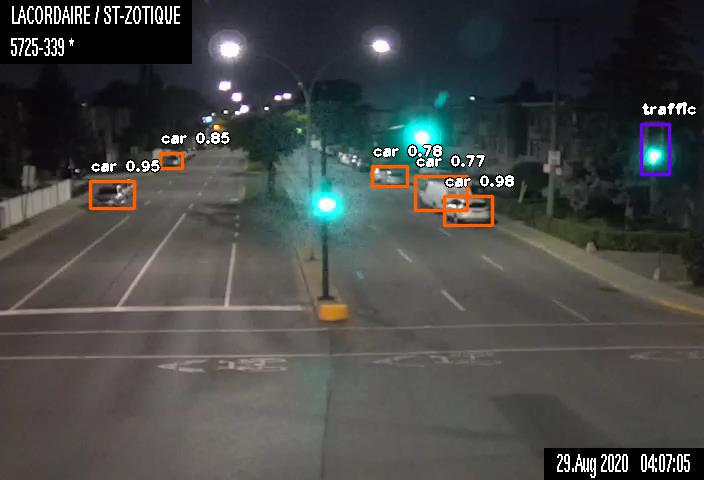 LACORDAIRE / ST-ZOTIQUE
5725-339 *
traffic
car 0.85
car 0.78
car 0.95
car 0.77
car 0.98
29.Aug 2020 04:07:05